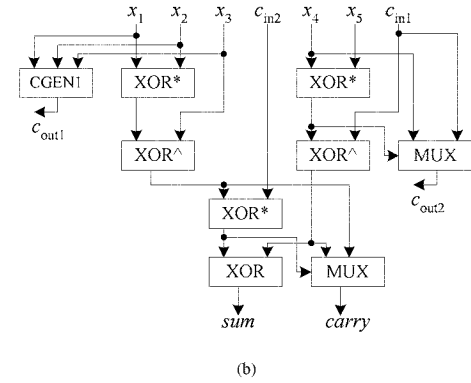 x1 x2 x3 cin2 x4 x5 cin1
CGEN1 XOR* XOR*
cout1
XOR^ XOR^ MUX
cout2
XOR*
XOR MUX
sum carry
(b)